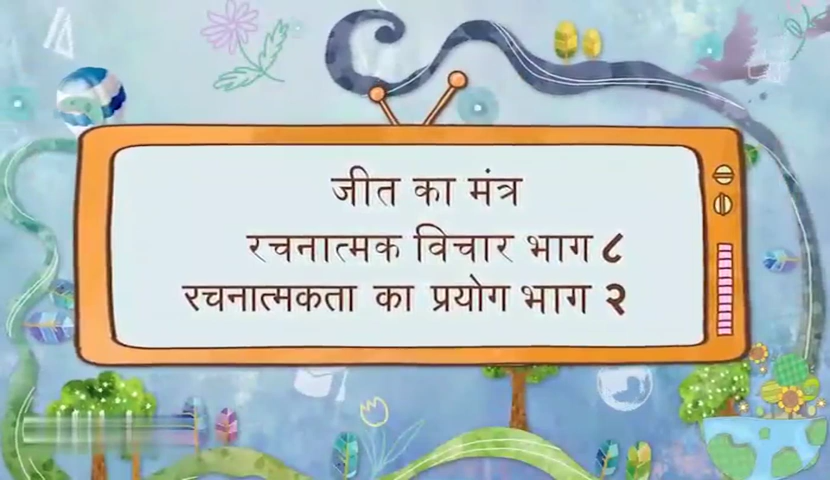 जीत का मंत्र
रचनात्मक विचार भाग ८
रचनात्मकता का प्रयोग भाग २